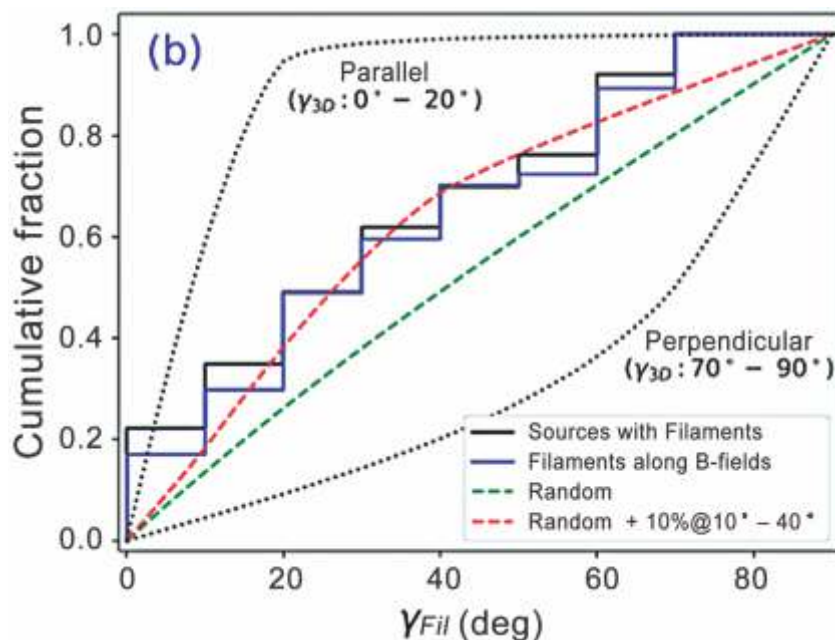 (b)
Parallel
(γ3D:0° – 20°)
Perpendicular
(γ3D:70° – 90°)
Sources with Filaments
Filaments along B-fields
Random
Random + 10%@10° – 40°
Cumulative fraction
1.0
0.8
0.6
0.4
0.2
0.0
0 20 40 60 80
γFil (deg)